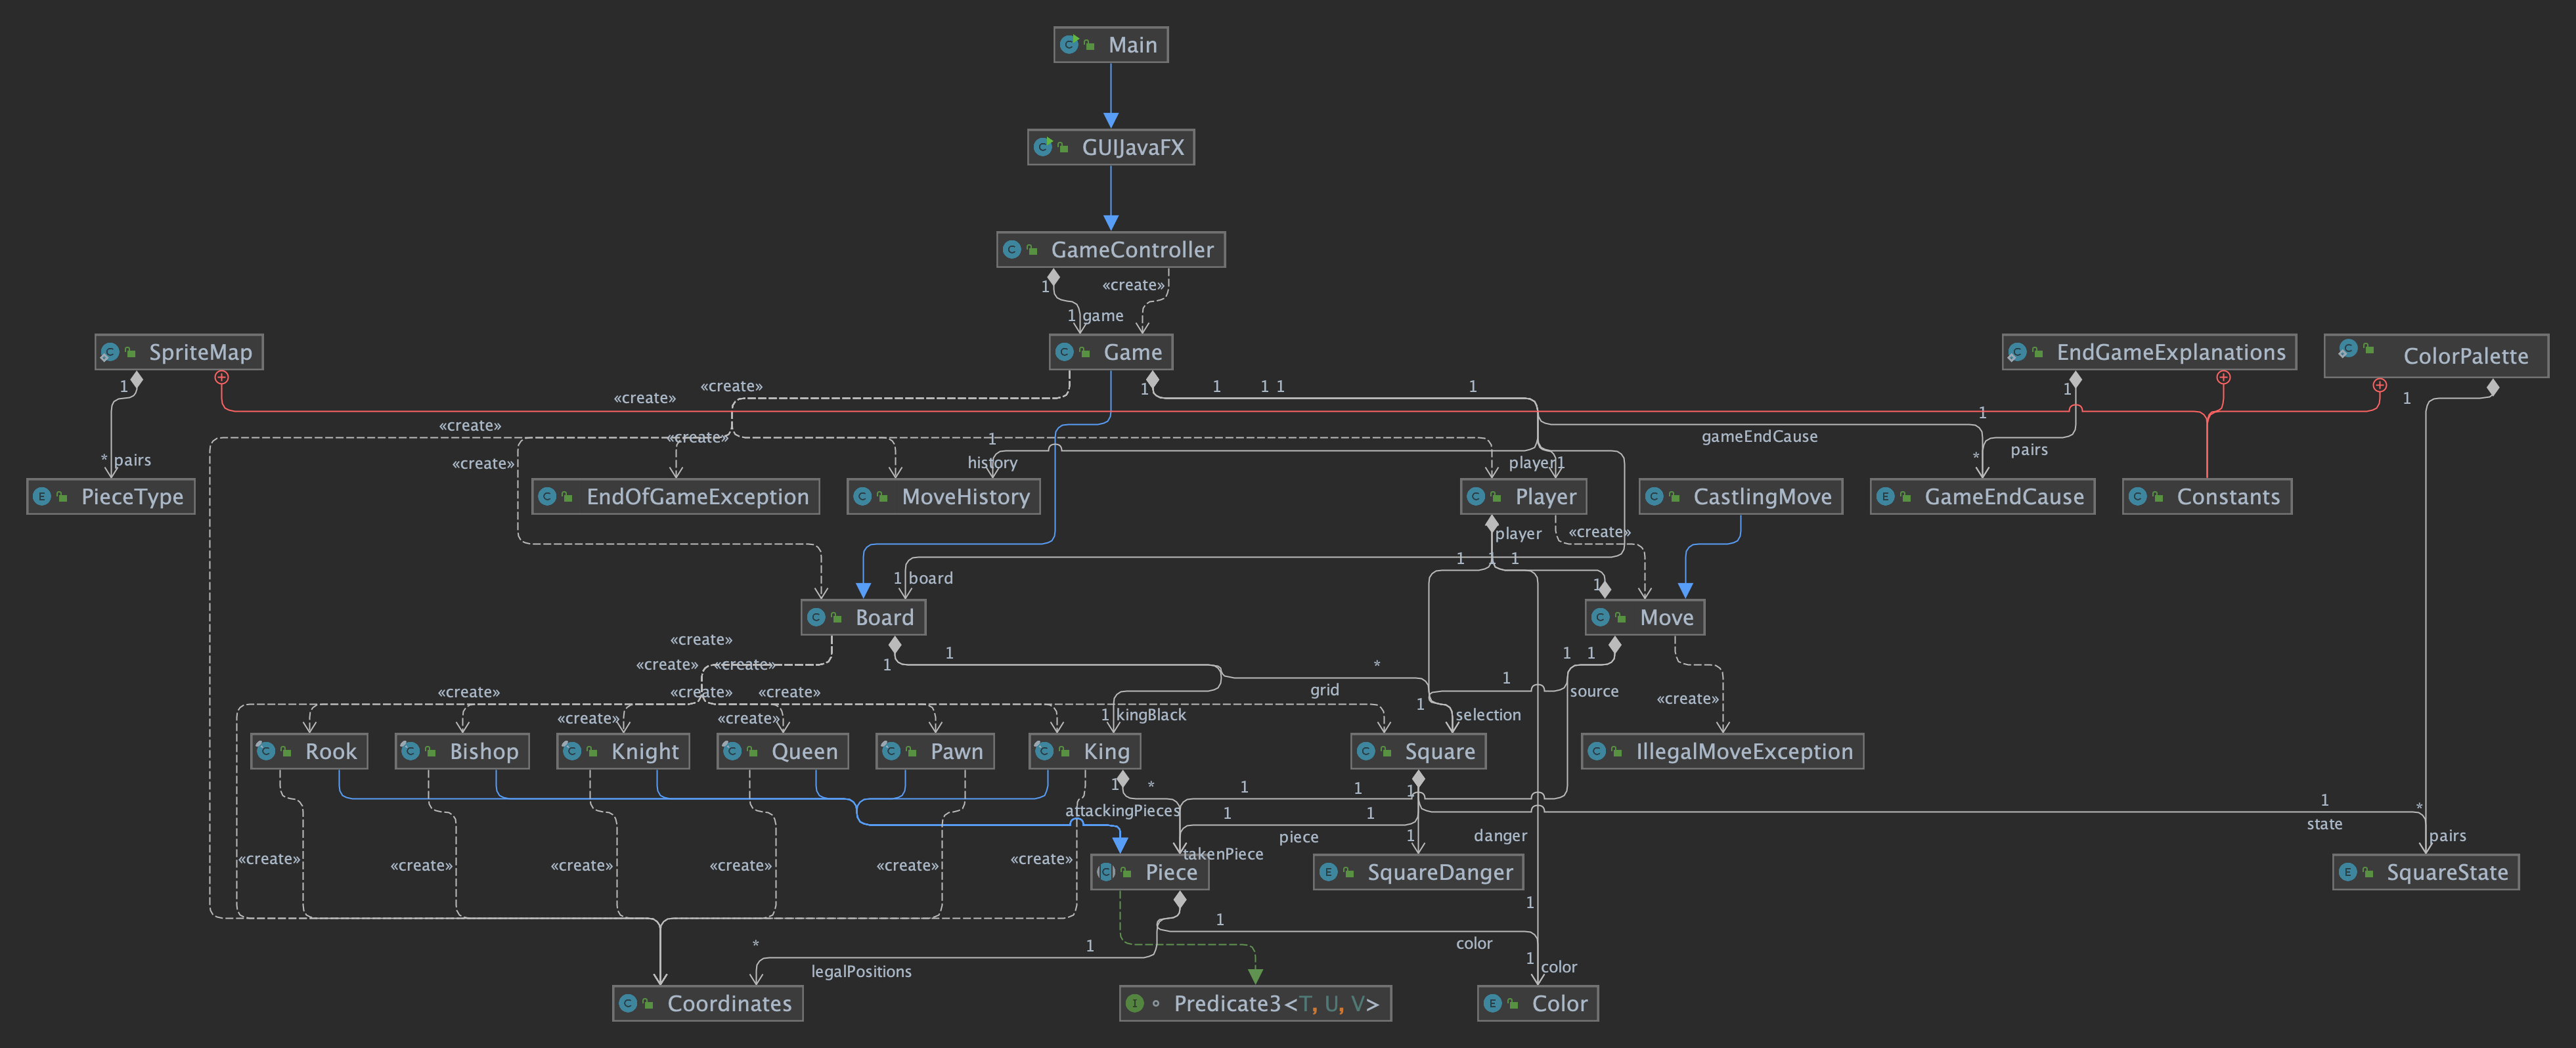 Main
GUIJavaFX
GameController
1
«create»
1 game
SpriteMap
Game
EndGameExplanations
ColorPalette
1
«create»
1
1
1 1
1
1
1
«create»
1
«create»
«create»
1
gameEndCause
* pairs
«create»
history
player1
*
pairs
PieceType
EndOfGameException
MoveHistory
Player
CastlingMove
GameEndCause
Constants
player
«create»
1
1
1
1 board
1
Board
Move
«create»
«create»
«create»
1
1
*
1
1
«create»
«create»
«create»
grid
1
source
«create»
«create»
«create»
1 kingBlack
1
selection
Rook
Bishop
Knight
Queen
Pawn
King
Square
IllegalMoveException
1
*
1
1
1
1
*
attackingPieces
1
1
state
piece
1
danger
pairs
«create»
«create»
«create»
«create»
«create»
«create»
takenPiece
Piece
SquareDanger
SquareState
1
1
*
1
color
legalPositions
1
color
Coordinates
Predicate3<T, U, V>
Color